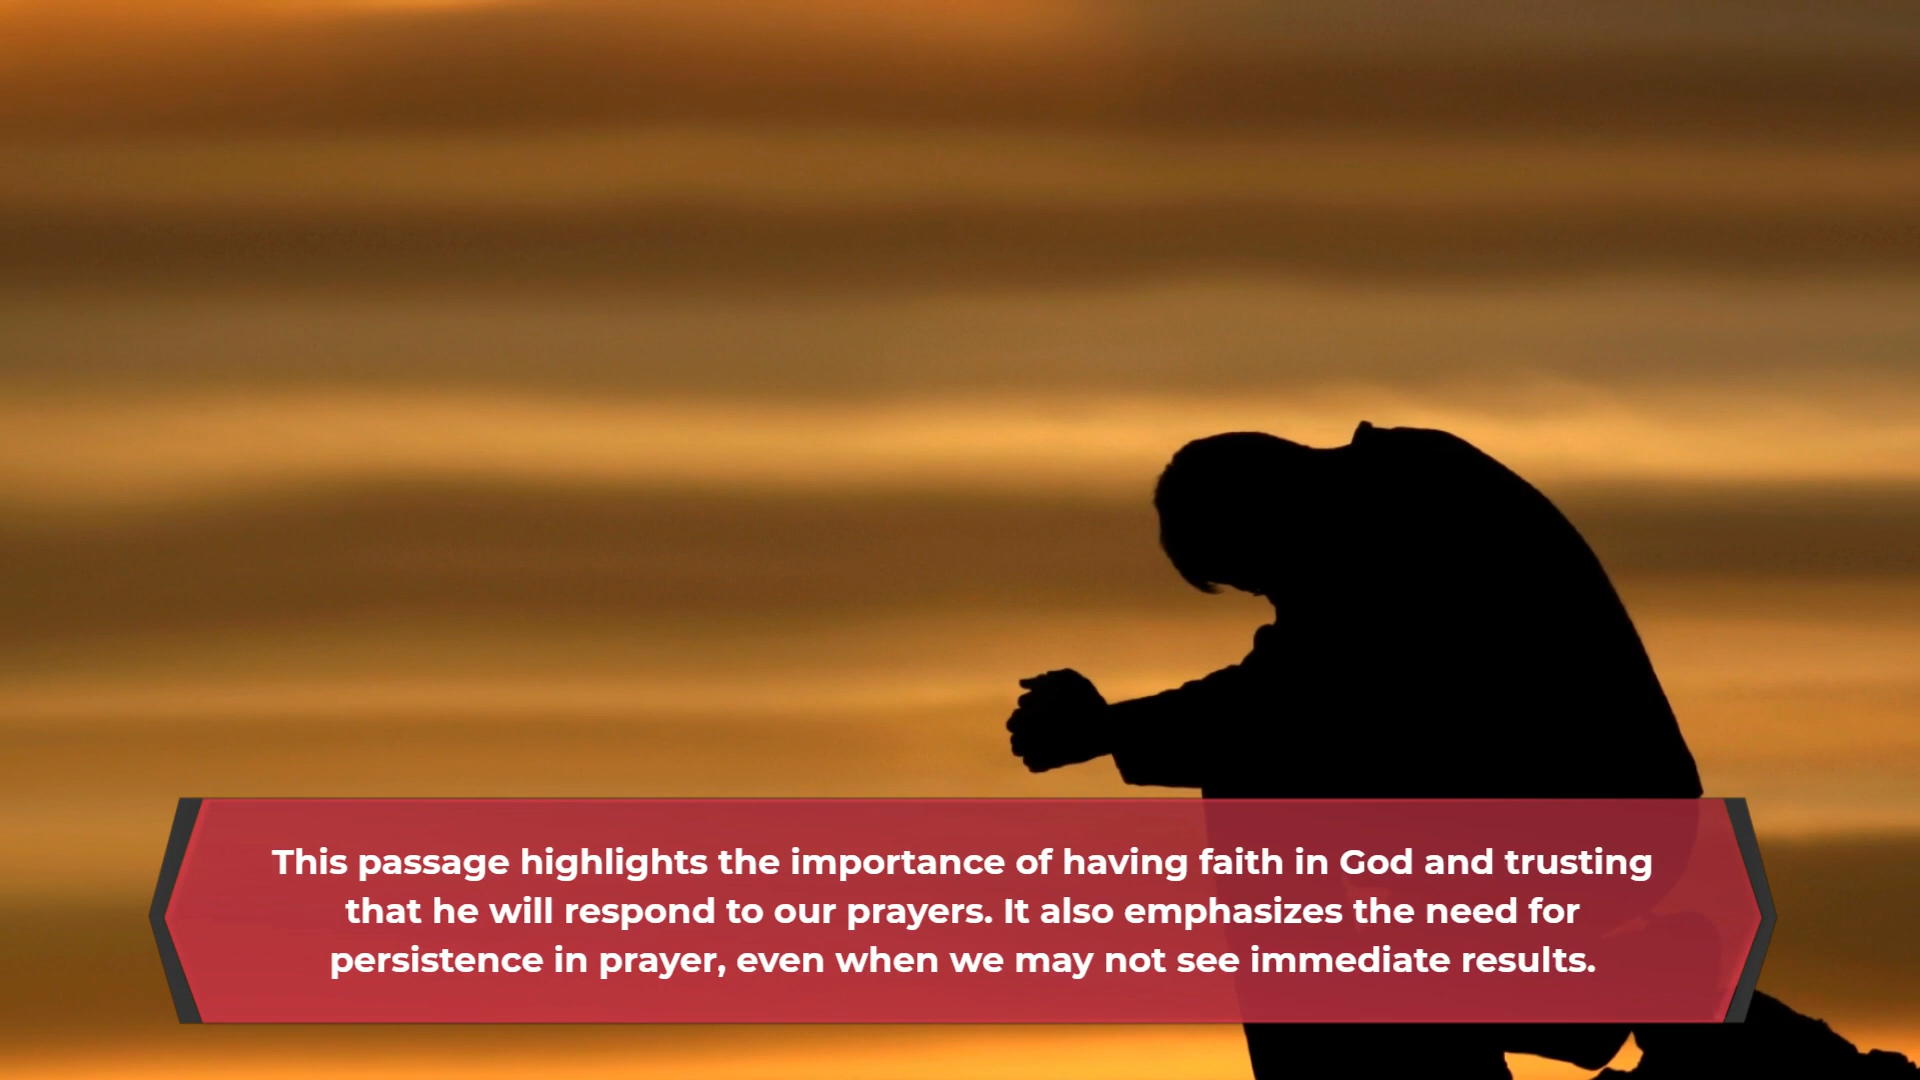 This passage highlights the importance of having faith in God and trusting
that he will respond to our prayers. It also emphasizes the need for
persistence in prayer, even when we may not see immediate results.